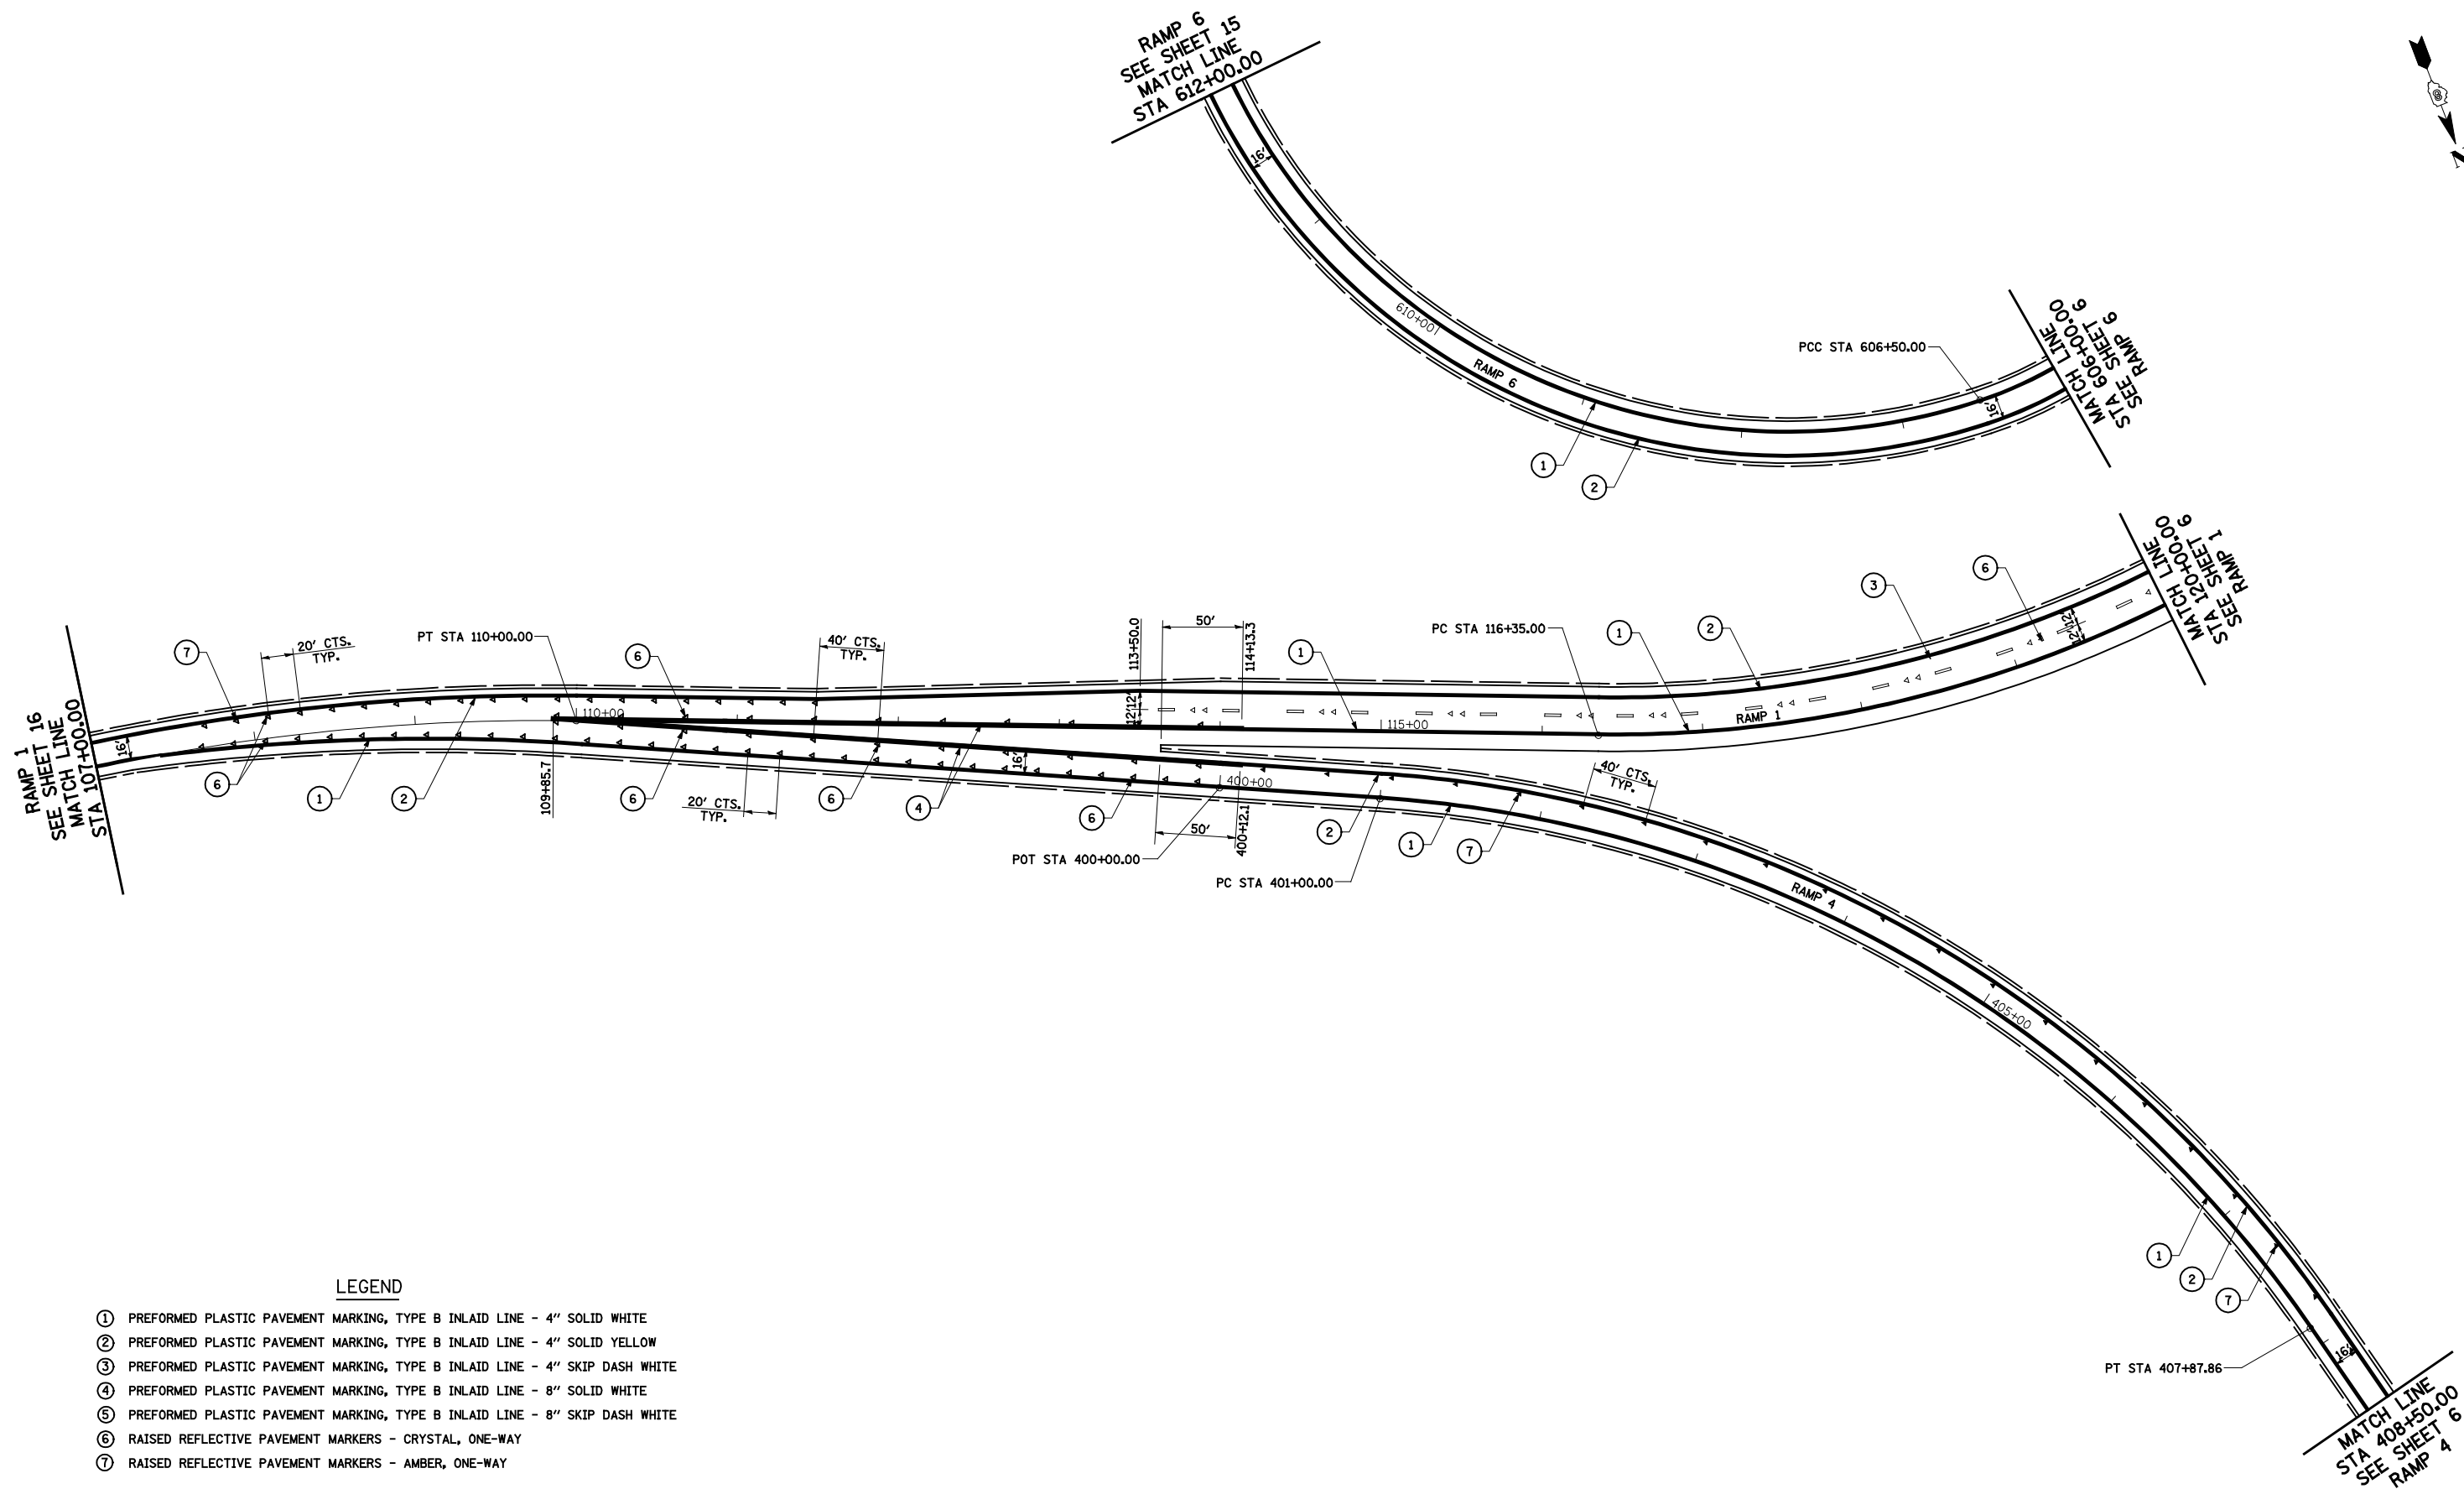 RAMP 6
SEE SHEET 15
MATCH LINE
STA 612+00.00
16'
610+00
RAMP 6
PCC STA 606+50.00
16'
MATCH LINE
STA 606+00.00
SEE SHEET 6
RAMP 6
1
2
MATCH LINE
STA 120+00.00
SEE SHEET 6
RAMP 1
3
6
12'
12'
RAMP 1
SEE SHEET 16
MATCH LINE
STA 107+00.00
16'
7
20' CTS.
TYP.
PT STA 110+00.00
6
40' CTS.
TYP.
113+50.0
50'
114+13.3
1
PC STA 116+35.00
1
2
12'
12'
110+00
115+00
RAMP 1
6
1
2
109+85.7
6
20' CTS.
TYP.
6
4
16'
6
50'
400+00
400+12.1
POT STA 400+00.00
2
PC STA 401+00.00
1
7
40' CTS.
TYP.
RAMP 4
405+00
1
2
7
PT STA 407+87.86
16'
MATCH LINE
STA 408+50.00
SEE SHEET 6
RAMP 4
LEGEND
1 PREFORMED PLASTIC PAVEMENT MARKING, TYPE B INLAID LINE - 4" SOLID WHITE
2 PREFORMED PLASTIC PAVEMENT MARKING, TYPE B INLAID LINE - 4" SOLID YELLOW
3 PREFORMED PLASTIC PAVEMENT MARKING, TYPE B INLAID LINE - 4" SKIP DASH WHITE
4 PREFORMED PLASTIC PAVEMENT MARKING, TYPE B INLAID LINE - 8" SOLID WHITE
5 PREFORMED PLASTIC PAVEMENT MARKING, TYPE B INLAID LINE - 8" SKIP DASH WHITE
6 RAISED REFLECTIVE PAVEMENT MARKERS - CRYSTAL, ONE-WAY
7 RAISED REFLECTIVE PAVEMENT MARKERS - AMBER, ONE-WAY